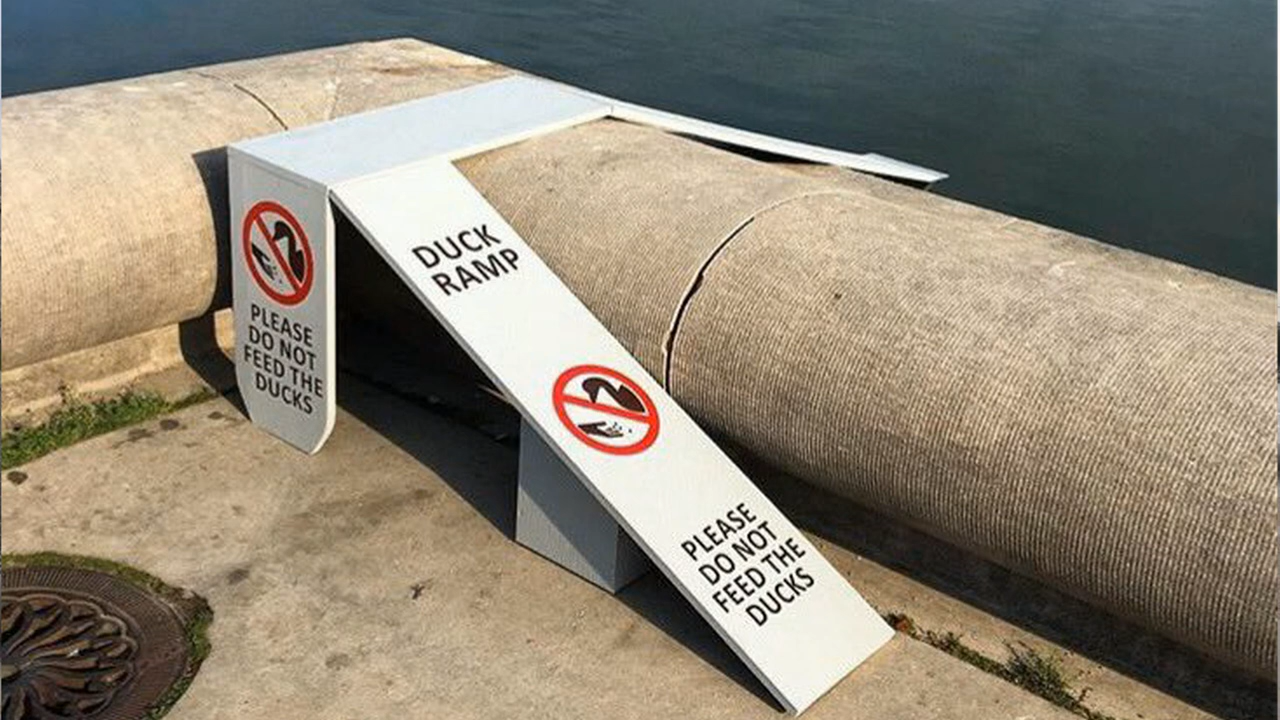 PLEASE
DO NOT
FEED THE
DUCKS
DUCK
RAMP
PLEASE
DO NOT
FEED THE
DUCKS